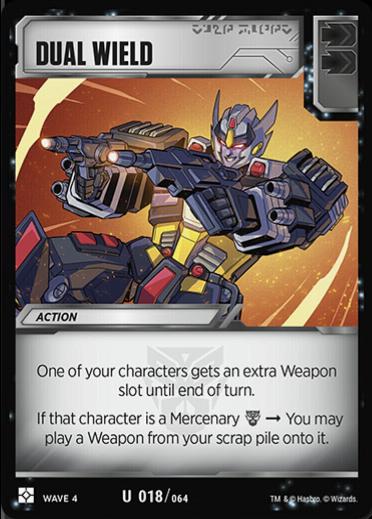 DUAL WIELD
ACTION
One of your characters gets an extra Weapon
slot until end of turn.
If that character is a Mercenary → You may
play a Weapon from your scrap pile onto it.
WAVE 4 U 018/064 TM & © Hasbro. © Wizards.